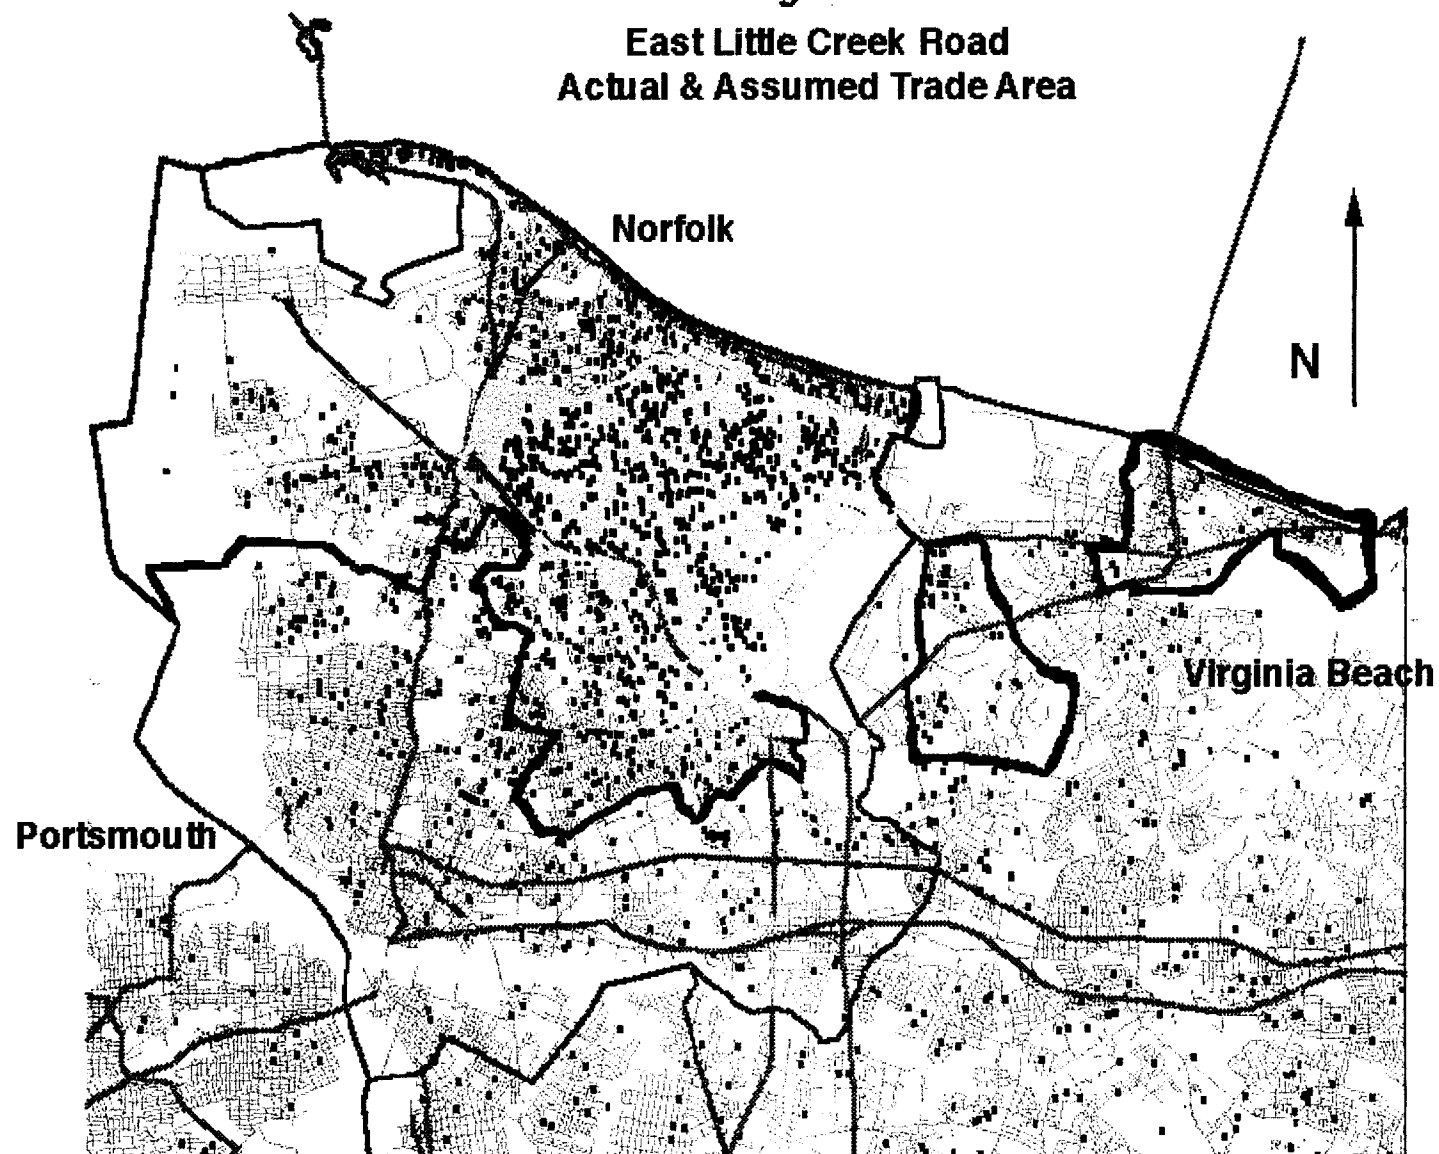 East Little Creek Road
Actual & Assumed Trade Area
Norfolk
N
Virginia Beach
Portsmouth